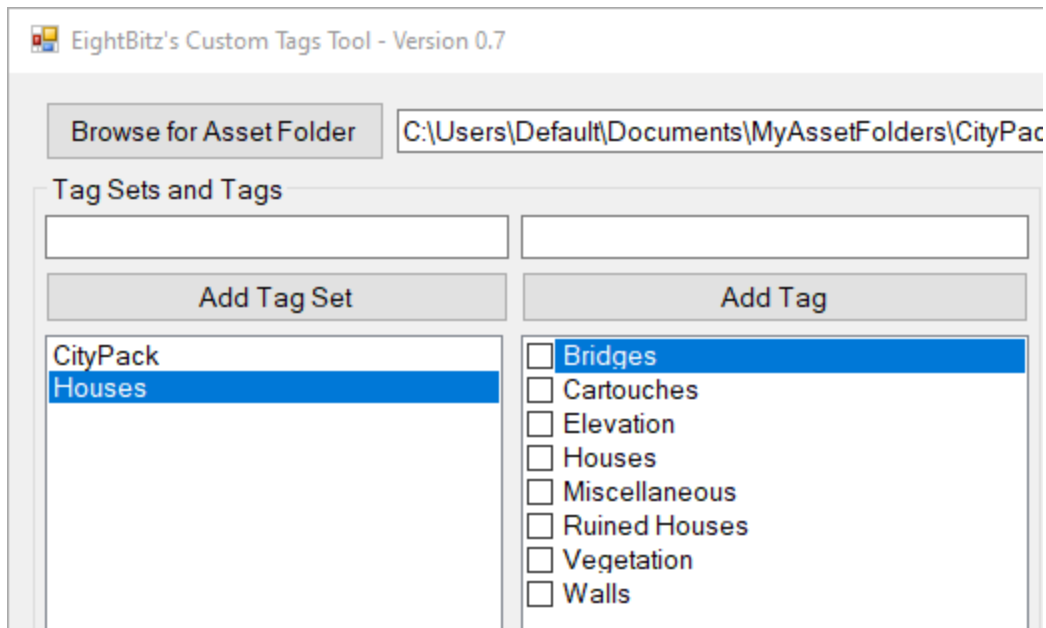 EightBitz's Custom Tags Tool - Version 0.7
Browse for Asset Folder
C:\Users\Default\Documents\MyAssetFolders\CityPac
Tag Sets and Tags
Add Tag Set
Add Tag
CityPack
Houses
Bridges
Cartouches
Elevation
Houses
Miscellaneous
Ruined Houses
Vegetation
Walls